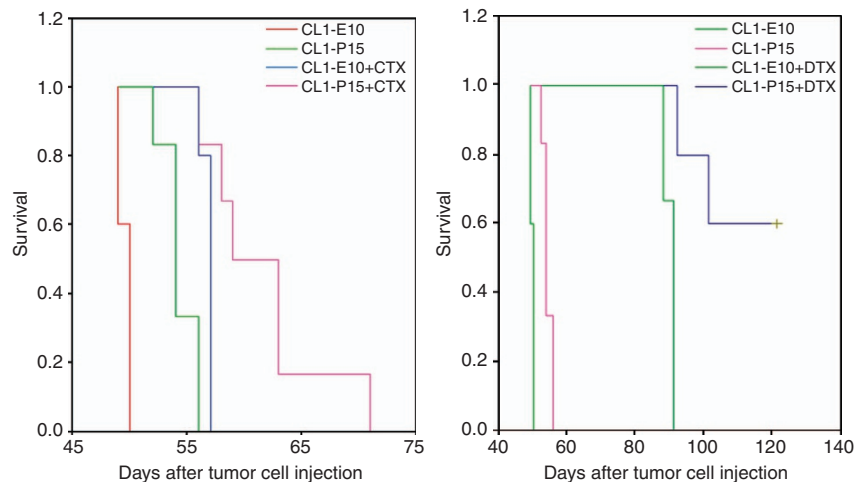 1.2
1.0
0.8
0.6
0.4
0.2
0.0
Survival
45
55
65
75
Days after tumor cell injection
CL1-E10
CL1-P15
CL1-E10+CTX
CL1-P15+CTX
1.2
1.0
0.8
0.6
0.4
0.2
0.0
Survival
40
60
80
100
120
140
Days after tumor cell injection
CL1-E10
CL1-P15
CL1-E10+DTX
CL1-P15+DTX